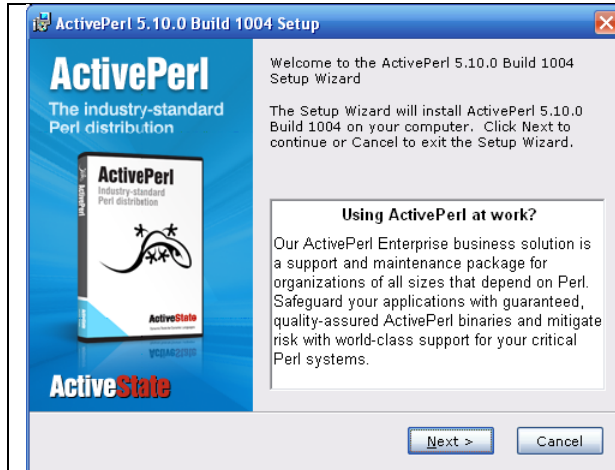 ActivePerl 5.10.0 Build 1004 Setup
ActivePerl
The industry-standard
Perl distribution
ActivePerl
Industry-standard
Perl distribution
ActivePerl
ActiveState
ActiveState
Welcome to the ActivePerl 5.10.0 Build 1004
Setup Wizard
The Setup Wizard will install ActivePerl 5.10.0
Build 1004 on your computer. Click Next to
continue or Cancel to exit the Setup Wizard.
Using ActivePerl at work?
Our ActivePerl Enterprise business solution is
a support and maintenance package for
organizations of all sizes that depend on Perl.
Safeguard your applications with guaranteed,
quality-assured ActivePerl binaries and mitigate
risk with world-class support for your critical
Perl systems.
Next >
Cancel